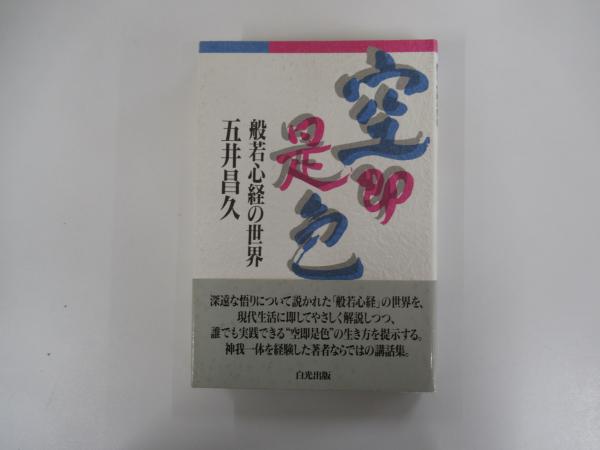 空即
是色
般若心経の世界
五井昌久
深遠な悟りについて説かれた「般若心経」の世界を、
現代生活に即してやさしく解説しつつ、
誰でも実践できる“空即是色”の生き方を提示する。
神我一体を経験した著者ならではの講話集。
白光出版